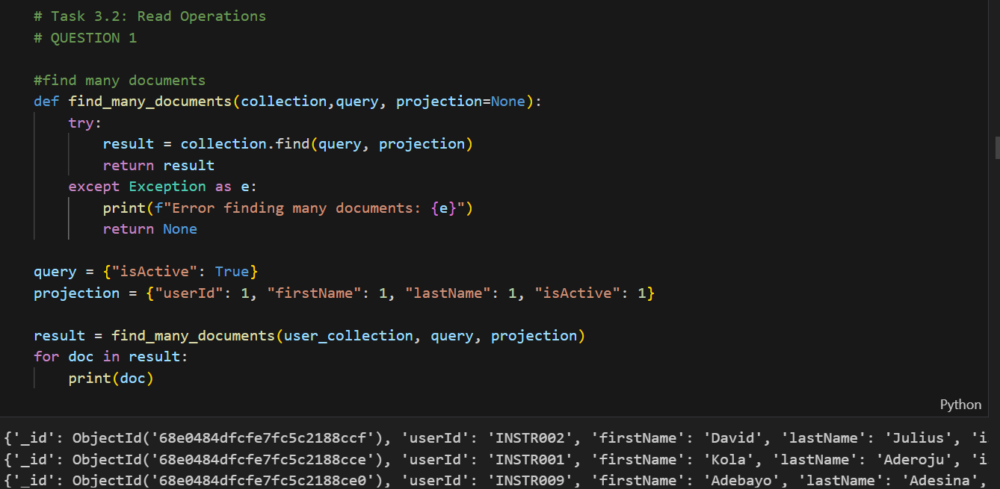 # Task 3.2: Read Operations
# QUESTION 1
#find many documents
def find_many_documents(collection,query, projection=None):
    try:
        result = collection.find(query, projection)
        return result
    except Exception as e:
        print(f"Error finding many documents: {e}")
        return None
query = {"isActive": True}
projection = {"userId": 1, "firstName": 1, "lastName": 1, "isActive": 1}
result = find_many_documents(user_collection, query, projection)
for doc in result:
    print(doc)
Python
{'_id': ObjectId('68e0484dfcfe7fc5c2188ccf'), 'userId': 'INSTR002', 'firstName': 'David', 'lastName': 'Julius', 'i
{'_id': ObjectId('68e0484dfcfe7fc5c2188cce'), 'userId': 'INSTR001', 'firstName': 'Kola', 'lastName': 'Aderoju', 'i
{'_id': ObjectId('68e0484dfcfe7fc5c2188ce0'), 'userId': 'INSTR009', 'firstName': 'Adebayo', 'lastName': 'Adesina',